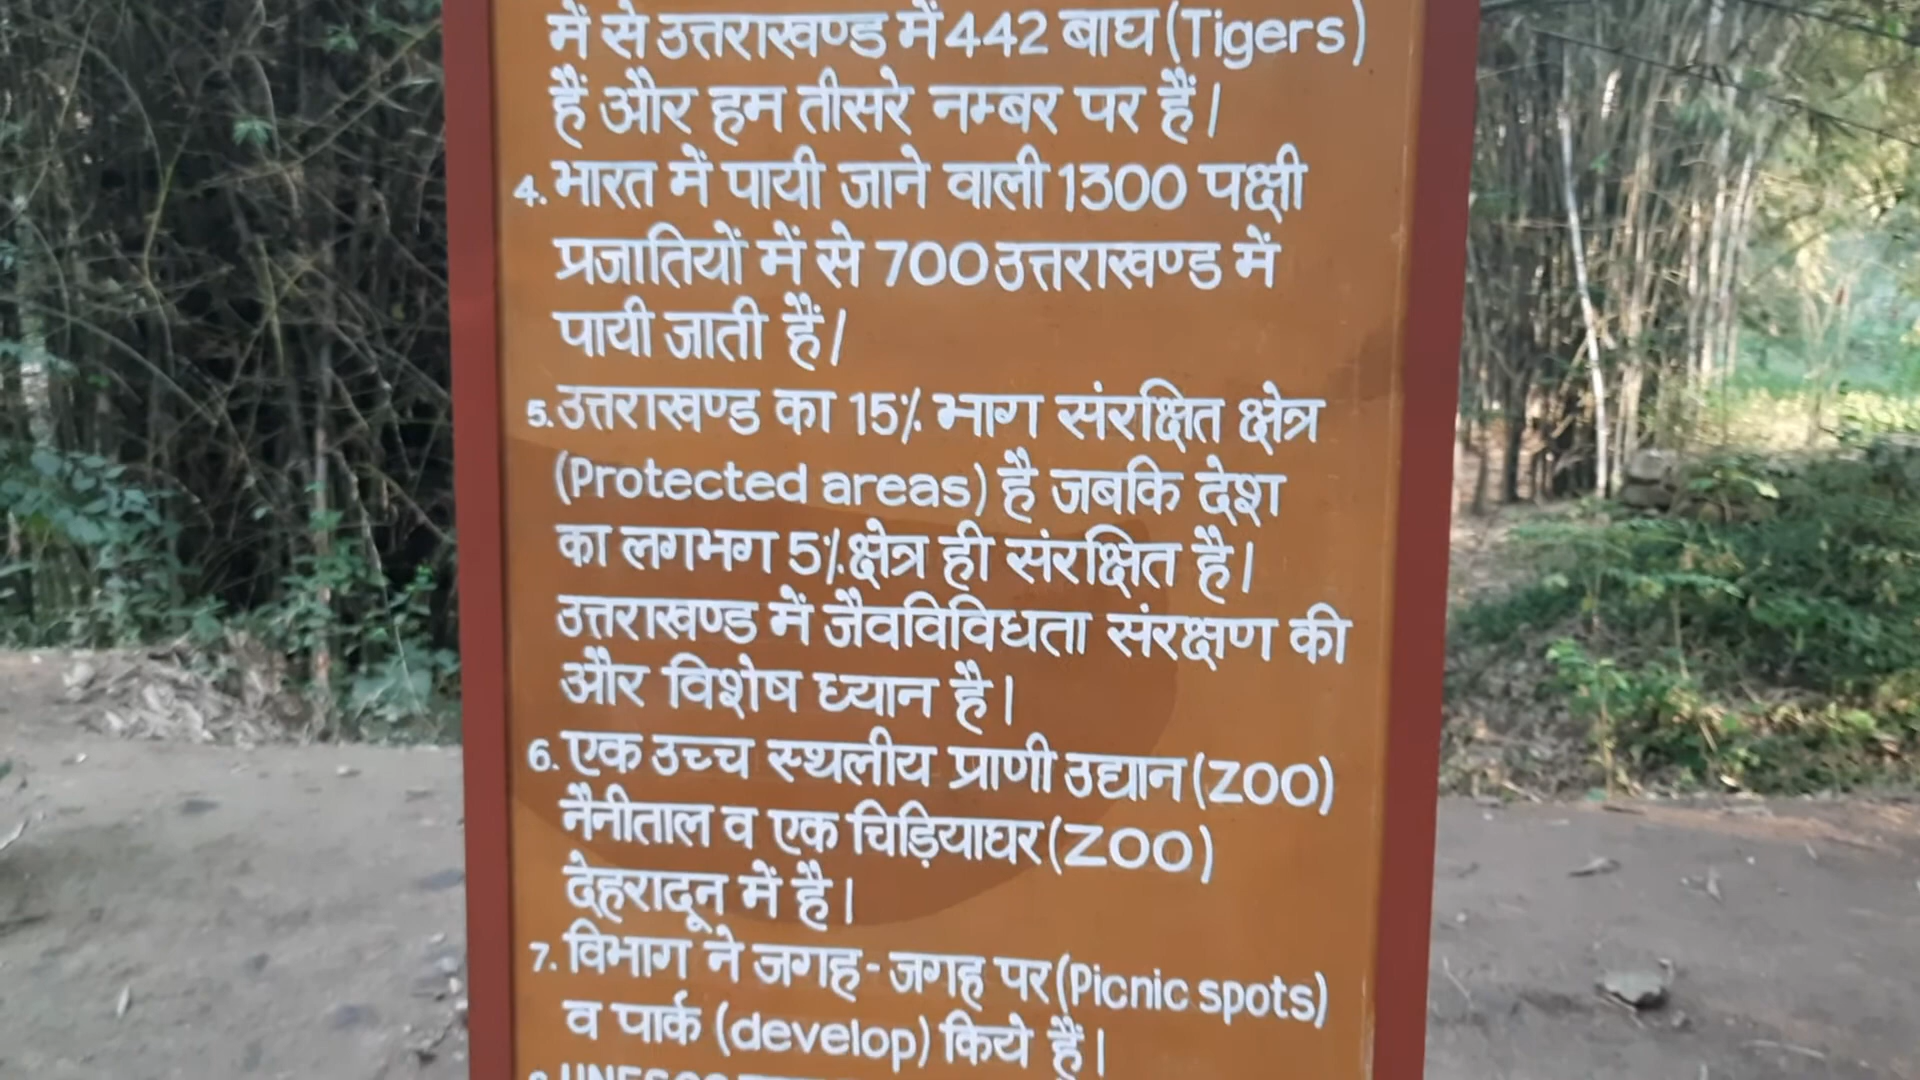 में से उत्तराखण्ड में 442 बाघ (Tigers)
हैं और हम तीसरे नम्बर पर हैं।
4. भारत में पायी जाने वाली 1300 पक्षी
प्रजातियों में से 700 उत्तराखण्ड में
पायी जाती हैं।
5. उत्तराखण्ड का 15% भाग संरक्षित क्षेत्र
(Protected areas) है जबकि देश
का लगभग 5% क्षेत्र ही संरक्षित है।
उत्तराखण्ड में जैवविविधता संरक्षण की
और विशेष ध्यान है।
6. एक उच्च स्थलीय प्राणी उद्यान (ZOO)
नैनीताल व एक चिड़ियाघर (ZOO)
देहरादून में है।
7. विभाग ने जगह-जगह पर (Picnic spots)
व पार्क (develop) किये हैं।